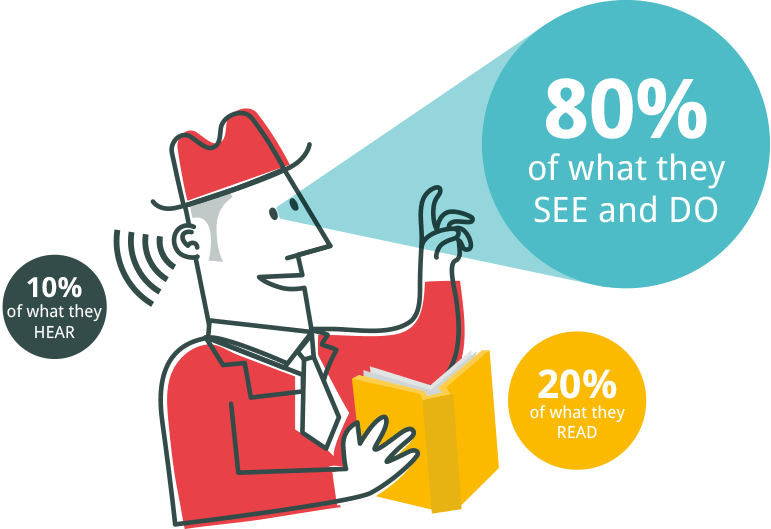 80%
of what they
SEE and DO
10%
of what they
HEAR
20%
of what they
READ